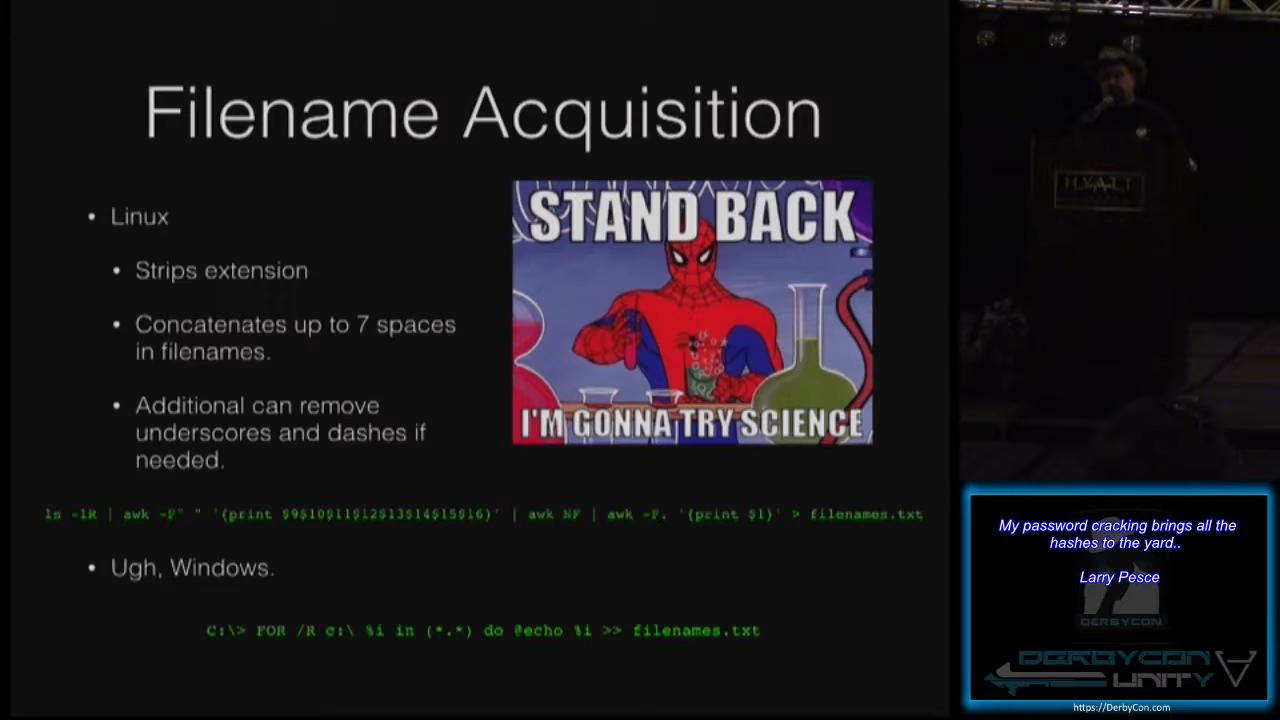 Filename Acquisition
• Linux
• Strips extension
• Concatenates up to 7 spaces
in filenames.
• Additional can remove
underscores and dashes if
needed.
STAND BACK
I'M GONNA TRY SCIENCE
ls -lR | awk -F" " '{print $9$10$11$12$13$14$15$16}' | awk NF | awk -F. '{print $1}' > filenames.txt
• Ugh, Windows.
C:\> FOR /R c:\ %i in (*.*) do @echo %i >> filenames.txt
HYATT
My password cracking brings all the
hashes to the yard..
Larry Pesce
DERBYCON
DERBYCON
UNITY
https://DerbyCon.com